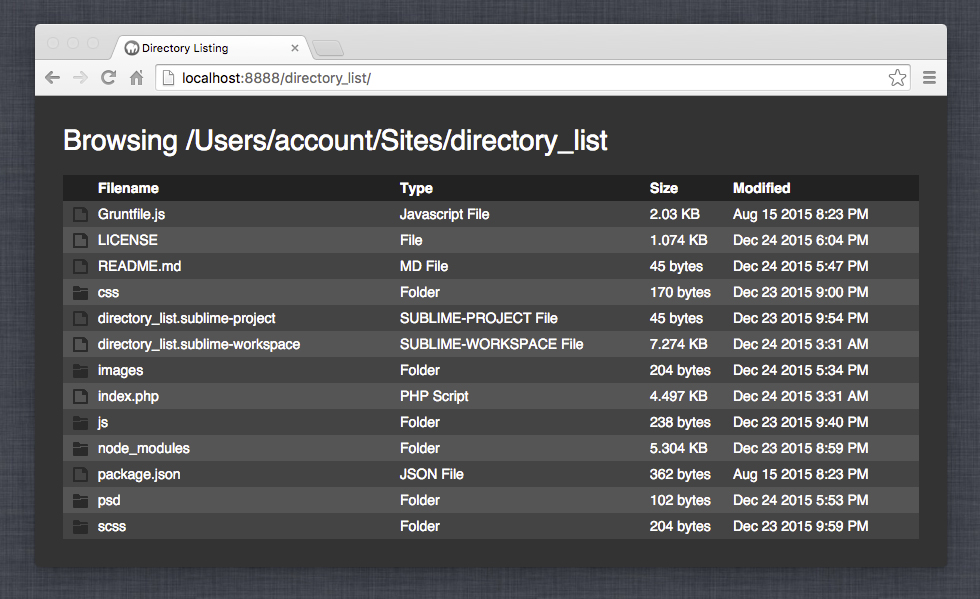 Directory Listing
localhost:8888/directory_list/
Browsing /Users/account/Sites/directory_list
Filename Type Size Modified
Gruntfile.js Javascript File 2.03 KB Aug 15 2015 8:23 PM
LICENSE File 1.074 KB Dec 24 2015 6:04 PM
README.md MD File 45 bytes Dec 24 2015 5:47 PM
css Folder 170 bytes Dec 23 2015 9:00 PM
directory_list.sublime-project SUBLIME-PROJECT File 45 bytes Dec 23 2015 9:54 PM
directory_list.sublime-workspace SUBLIME-WORKSPACE File 7.274 KB Dec 24 2015 3:31 AM
images Folder 204 bytes Dec 24 2015 5:34 PM
index.php PHP Script 4.497 KB Dec 24 2015 3:31 AM
js Folder 238 bytes Dec 23 2015 9:40 PM
node_modules Folder 5.304 KB Dec 23 2015 8:59 PM
package.json JSON File 362 bytes Aug 15 2015 8:23 PM
psd Folder 102 bytes Dec 24 2015 5:53 PM
scss Folder 204 bytes Dec 23 2015 9:59 PM